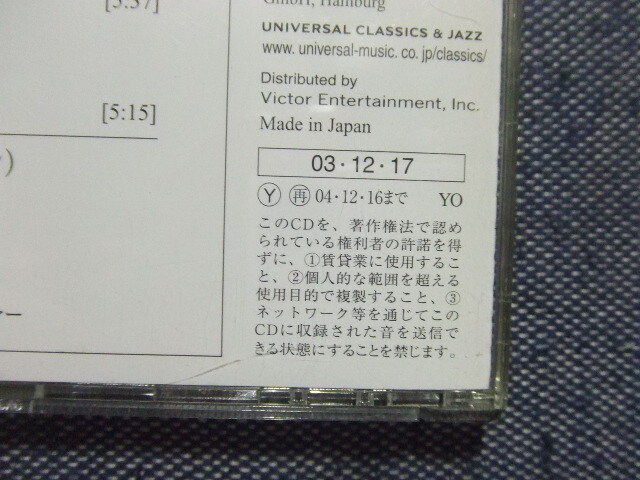 [5:57]
GmbH, Hamburg
UNIVERSAL CLASSICS & JAZZ
www. universal-music. co. jp/classics/
Distributed by
Victor Entertainment, Inc.
[5:15]
Made in Japan
03・12・17
Ⓨ ㊢ 04・12・16まで YO
このCDを、著作権法で認め
られている権利者の許諾を得
ずに、①賃貸業に使用するこ
と、②個人的な範囲を超える
使用目的で複製すること、③
ネットワーク等を通じてこの
CDに収録された音を送信で
きる状態にすることを禁じます。